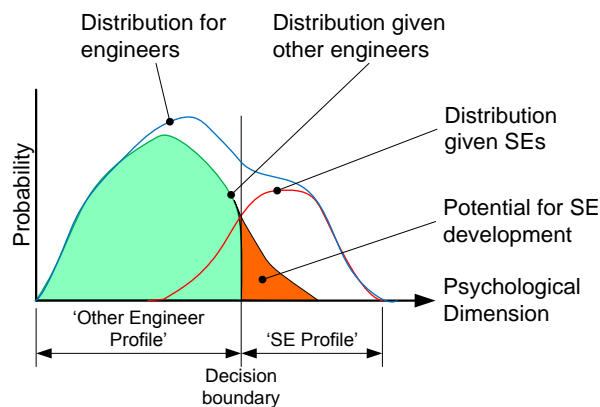 Distribution for
engineers
Distribution given
other engineers
Distribution
given SEs
Potential for SE
development
Probability
Psychological
Dimension
‘Other Engineer
Profile’
‘SE Profile’
Decision
boundary